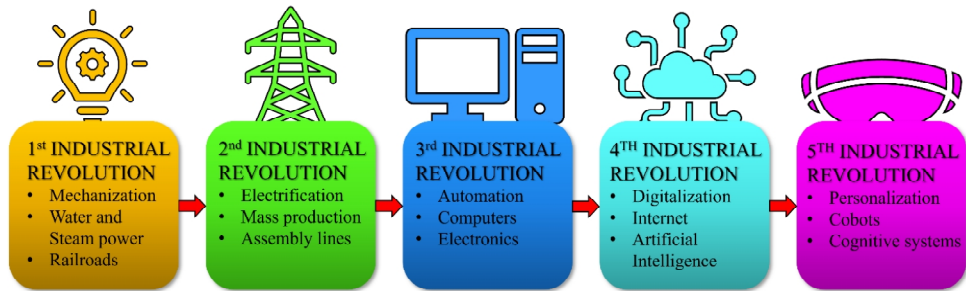 1st INDUSTRIAL
REVOLUTION
• Mechanization
• Water and
Steam power
• Railroads
2nd INDUSTRIAL
REVOLUTION
• Electrification
• Mass production
• Assembly lines
3rd INDUSTRIAL
REVOLUTION
• Automation
• Computers
• Electronics
4TH INDUSTRIAL
REVOLUTION
• Digitalization
• Internet
• Artificial
Intelligence
5TH INDUSTRIAL
REVOLUTION
• Personalization
• Cobots
• Cognitive systems